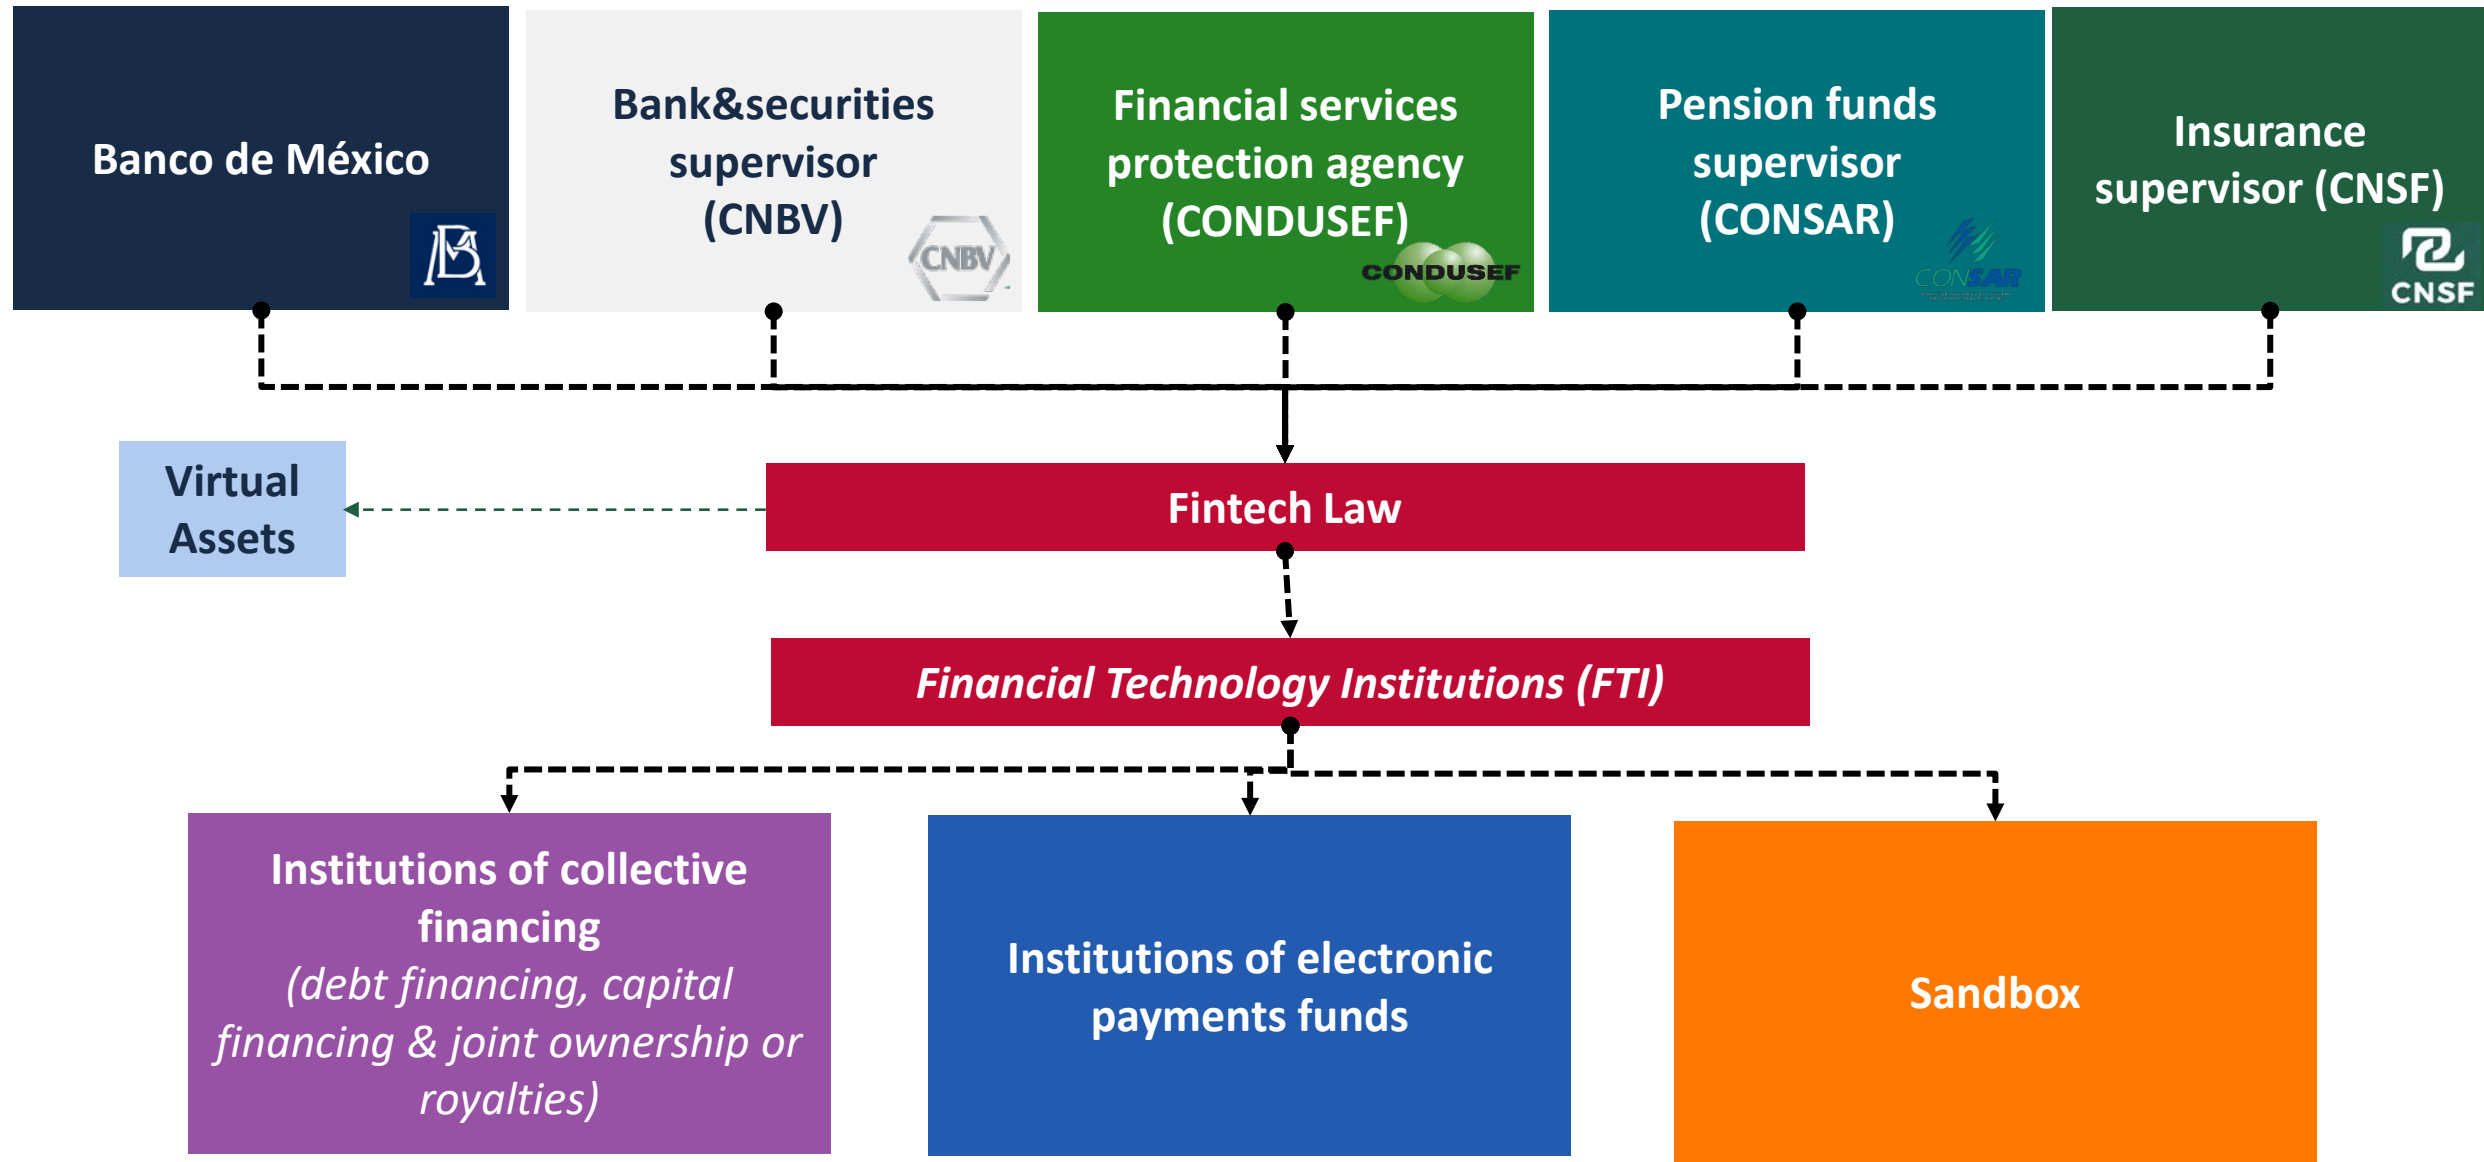 Banco de México
Bank&securities
supervisor
(CNBV)
CNBV
Financial services
protection agency
(CONDUSEF)
CONDUSEF
Pension funds
supervisor
(CONSAR)
CONSAR
Insurance
supervisor (CNSF)
CNSF
Virtual
Assets
Fintech Law
Financial Technology Institutions (FTI)
Institutions of collective
financing
(debt financing, capital
financing & joint ownership or
royalties)
Institutions of electronic
payments funds
Sandbox